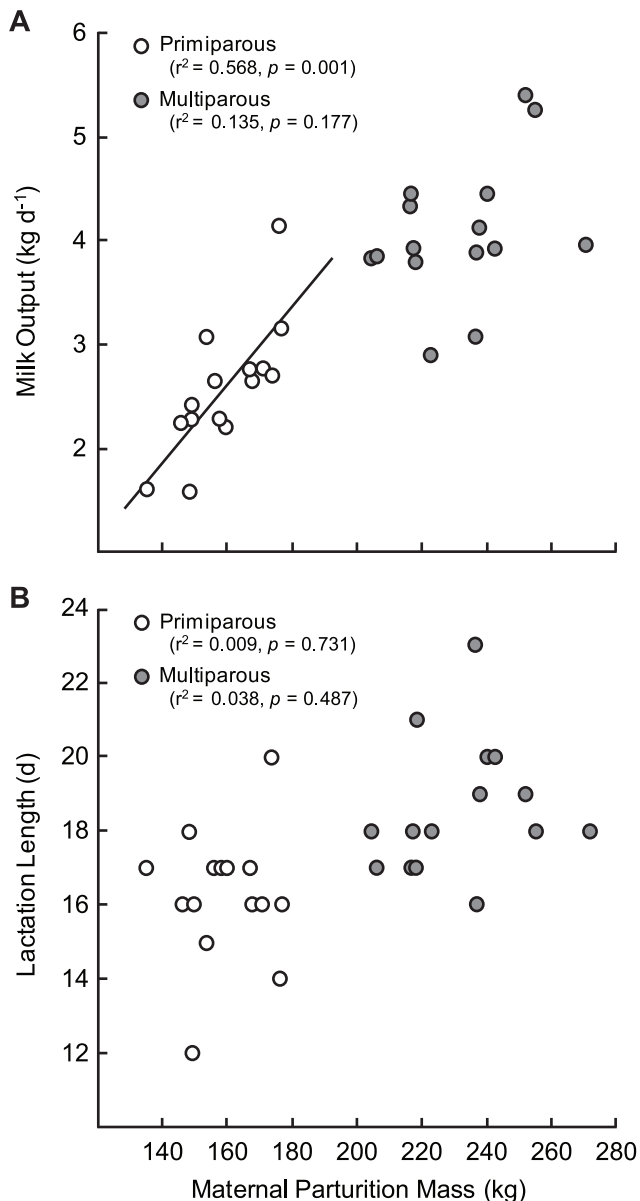 A
6
Primiparous
(r² = 0.568, p = 0.001)
Multiparous
(r² = 0.135, p = 0.177)
5
4
3
2
Milk Output (kg d⁻¹)
B
24
Primiparous
(r² = 0.009, p = 0.731)
Multiparous
(r² = 0.038, p = 0.487)
22
20
18
16
14
12
Lactation Length (d)
140 160 180 200 220 240 260 280
Maternal Parturition Mass (kg)